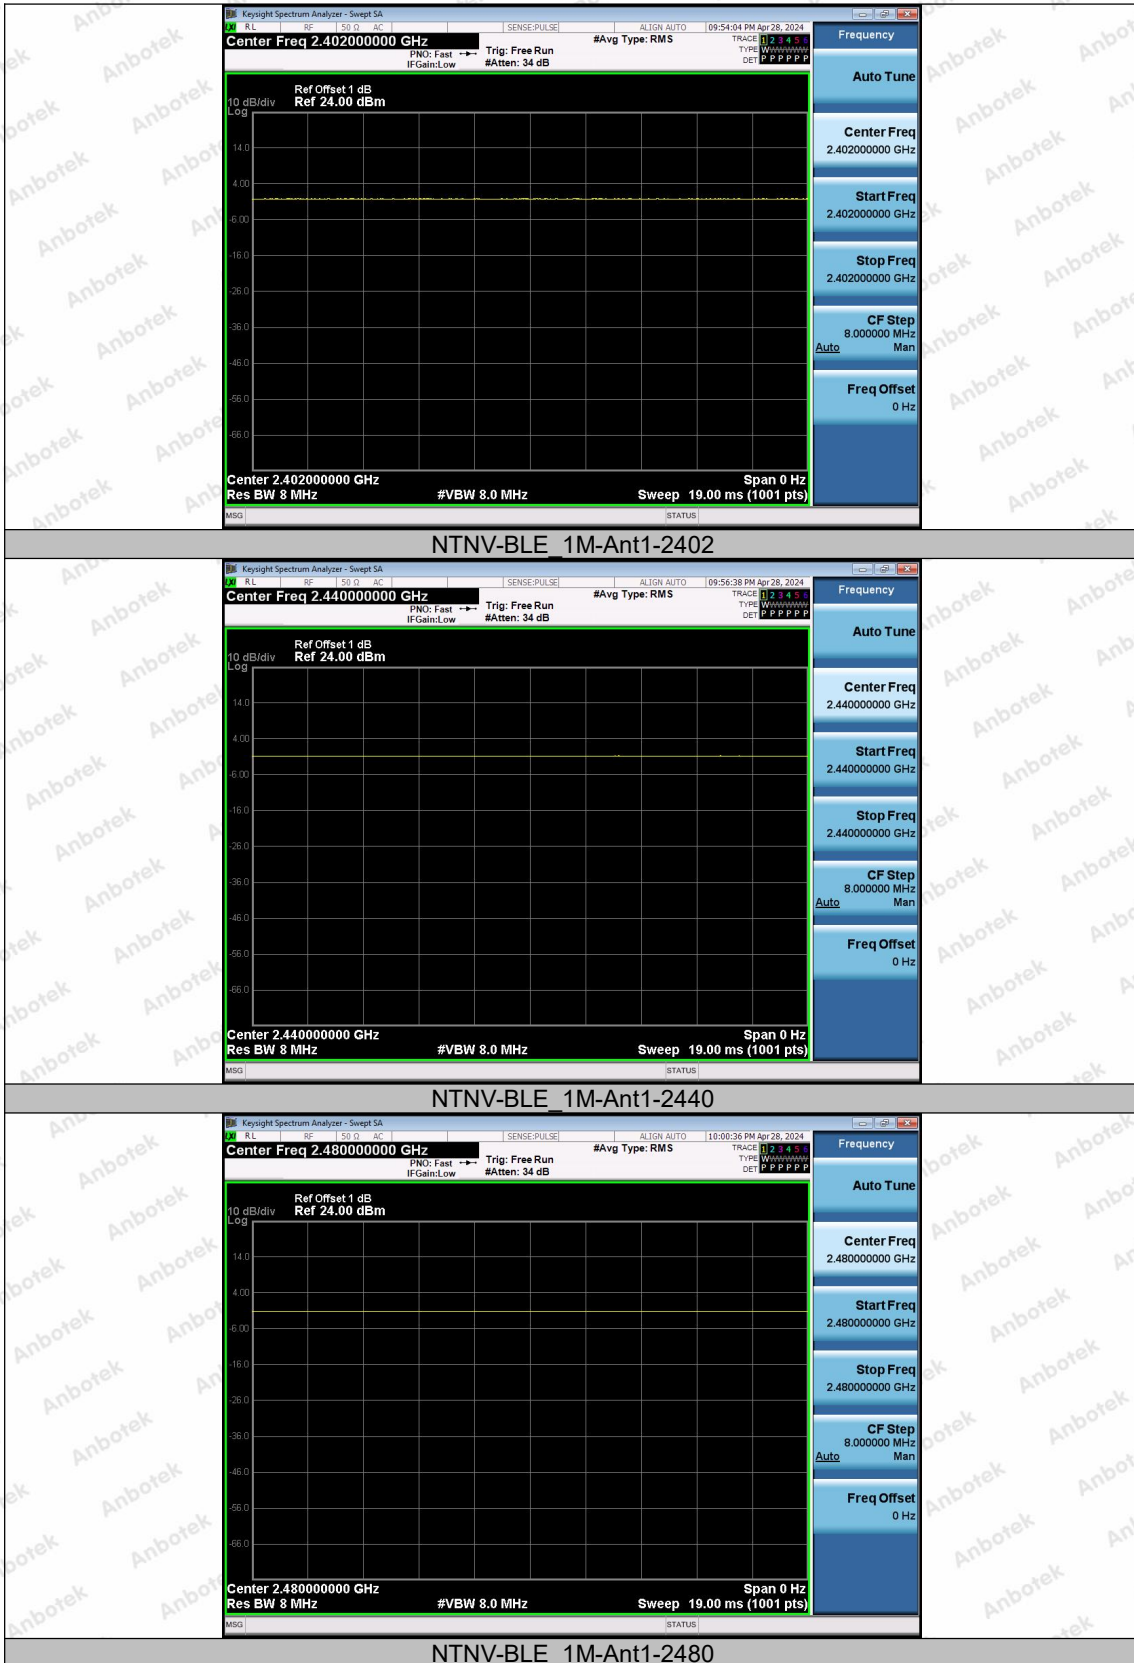 Keysight Spectrum Analyzer - Swept SA
LXI RL RF 50 Ω AC SENSE:PULSE ALIGN AUTO 09:54:04 PM Apr 28, 2024
Center Freq 2.402000000 GHz
PNO: Fast
IFGain:Low
Trig: Free Run
#Atten: 34 dB
#Avg Type: RMS
TRACE 1 2 3 4 5 6
TYPE WWWWWW
DET P P P P P P
Ref Offset 1 dB
10 dB/div Ref 24.00 dBm
Log
14.0
4.00
-6.00
-16.0
-26.0
-36.0
-46.0
-56.0
-66.0
Center 2.402000000 GHz Span 0 Hz
Res BW 8 MHz #VBW 8.0 MHz Sweep 19.00 ms (1001 pts)
MSG STATUS
Frequency
Auto Tune
Center Freq
2.402000000 GHz
Start Freq
2.402000000 GHz
Stop Freq
2.402000000 GHz
CF Step
8.000000 MHz
Auto Man
Freq Offset
0 Hz
NTNV-BLE_1M-Ant1-2402
Keysight Spectrum Analyzer - Swept SA
LXI RL RF 50 Ω AC SENSE:PULSE ALIGN AUTO 09:56:38 PM Apr 28, 2024
Center Freq 2.440000000 GHz
PNO: Fast
IFGain:Low
Trig: Free Run
#Atten: 34 dB
#Avg Type: RMS
TRACE 1 2 3 4 5 6
TYPE WWWWWW
DET P P P P P P
Ref Offset 1 dB
10 dB/div Ref 24.00 dBm
Log
14.0
4.00
-6.00
-16.0
-26.0
-36.0
-46.0
-56.0
-66.0
Center 2.440000000 GHz Span 0 Hz
Res BW 8 MHz #VBW 8.0 MHz Sweep 19.00 ms (1001 pts)
MSG STATUS
Frequency
Auto Tune
Center Freq
2.440000000 GHz
Start Freq
2.440000000 GHz
Stop Freq
2.440000000 GHz
CF Step
8.000000 MHz
Auto Man
Freq Offset
0 Hz
NTNV-BLE_1M-Ant1-2440
Keysight Spectrum Analyzer - Swept SA
LXI RL RF 50 Ω AC SENSE:PULSE ALIGN AUTO 10:00:36 PM Apr 28, 2024
Center Freq 2.480000000 GHz
PNO: Fast
IFGain:Low
Trig: Free Run
#Atten: 34 dB
#Avg Type: RMS
TRACE 1 2 3 4 5 6
TYPE WWWWWW
DET P P P P P P
Ref Offset 1 dB
10 dB/div Ref 24.00 dBm
Log
14.0
4.00
-6.00
-16.0
-26.0
-36.0
-46.0
-56.0
-66.0
Center 2.480000000 GHz Span 0 Hz
Res BW 8 MHz #VBW 8.0 MHz Sweep 19.00 ms (1001 pts)
MSG STATUS
Frequency
Auto Tune
Center Freq
2.480000000 GHz
Start Freq
2.480000000 GHz
Stop Freq
2.480000000 GHz
CF Step
8.000000 MHz
Auto Man
Freq Offset
0 Hz
NTNV-BLE_1M-Ant1-2480
Anbotek